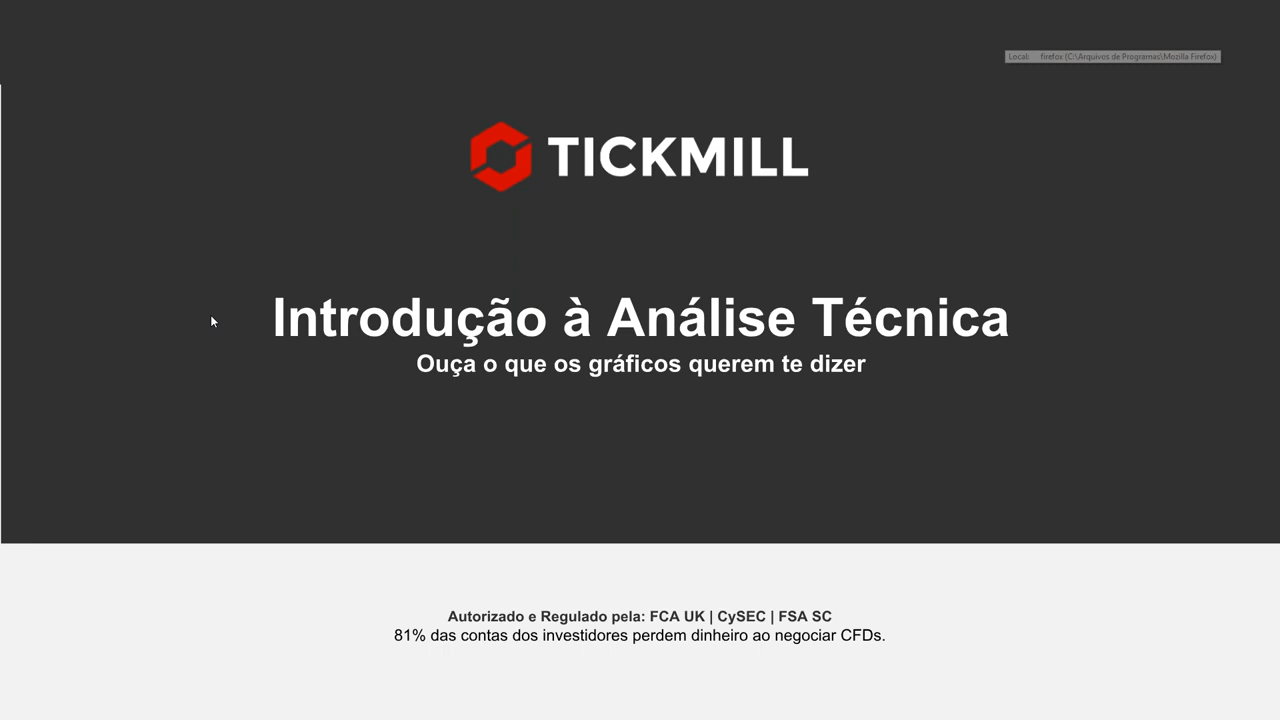 Local: firefox (C:\Arquivos de Programas\Mozilla Firefox)
TICKMILL
Introdução à Análise Técnica
Ouça o que os gráficos querem te dizer
Autorizado e Regulado pela: FCA UK | CySEC | FSA SC
81% das contas dos investidores perdem dinheiro ao negociar CFDs.